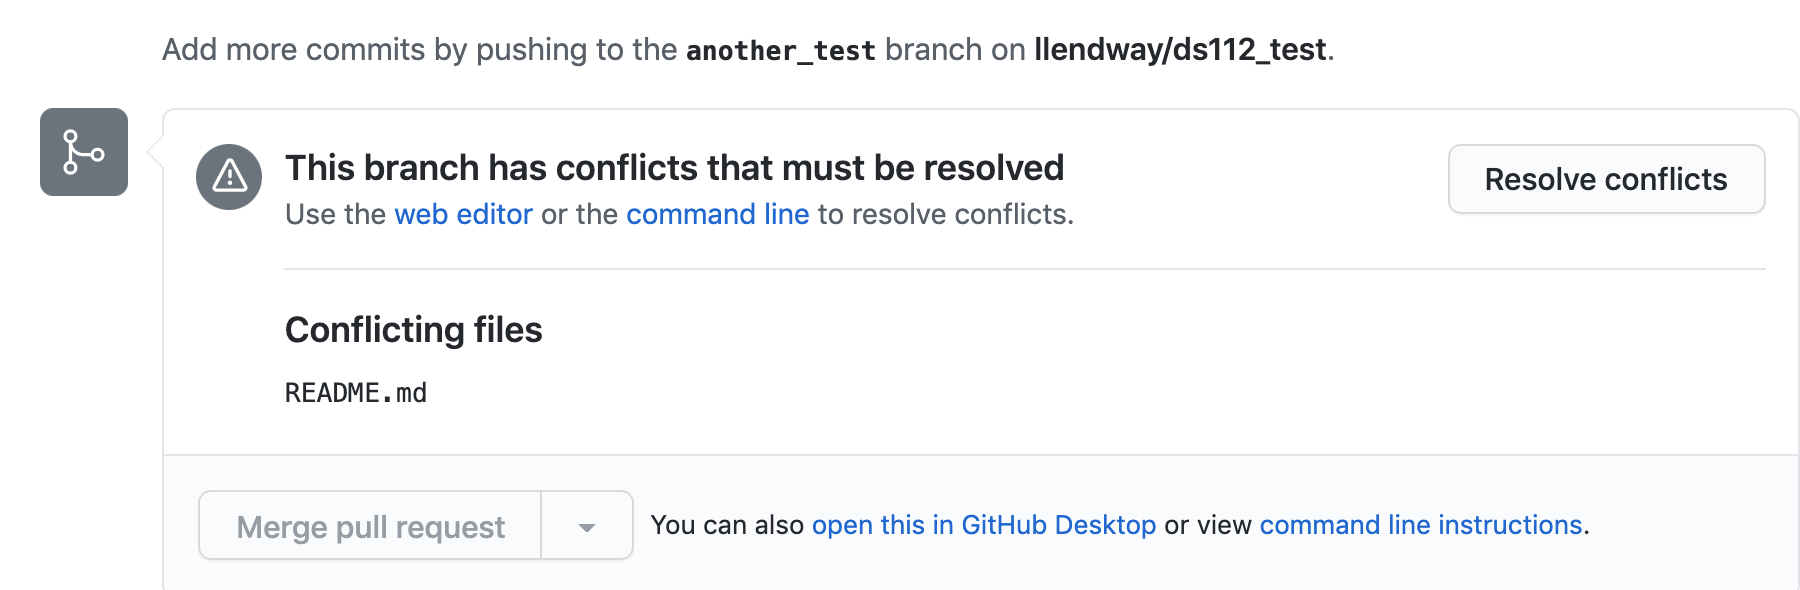 Add more commits by pushing to the another_test branch on llendway/ds112_test.
This branch has conflicts that must be resolved
Resolve conflicts
Use the web editor or the command line to resolve conflicts.
Conflicting files
README.md
Merge pull request
You can also open this in GitHub Desktop or view command line instructions.